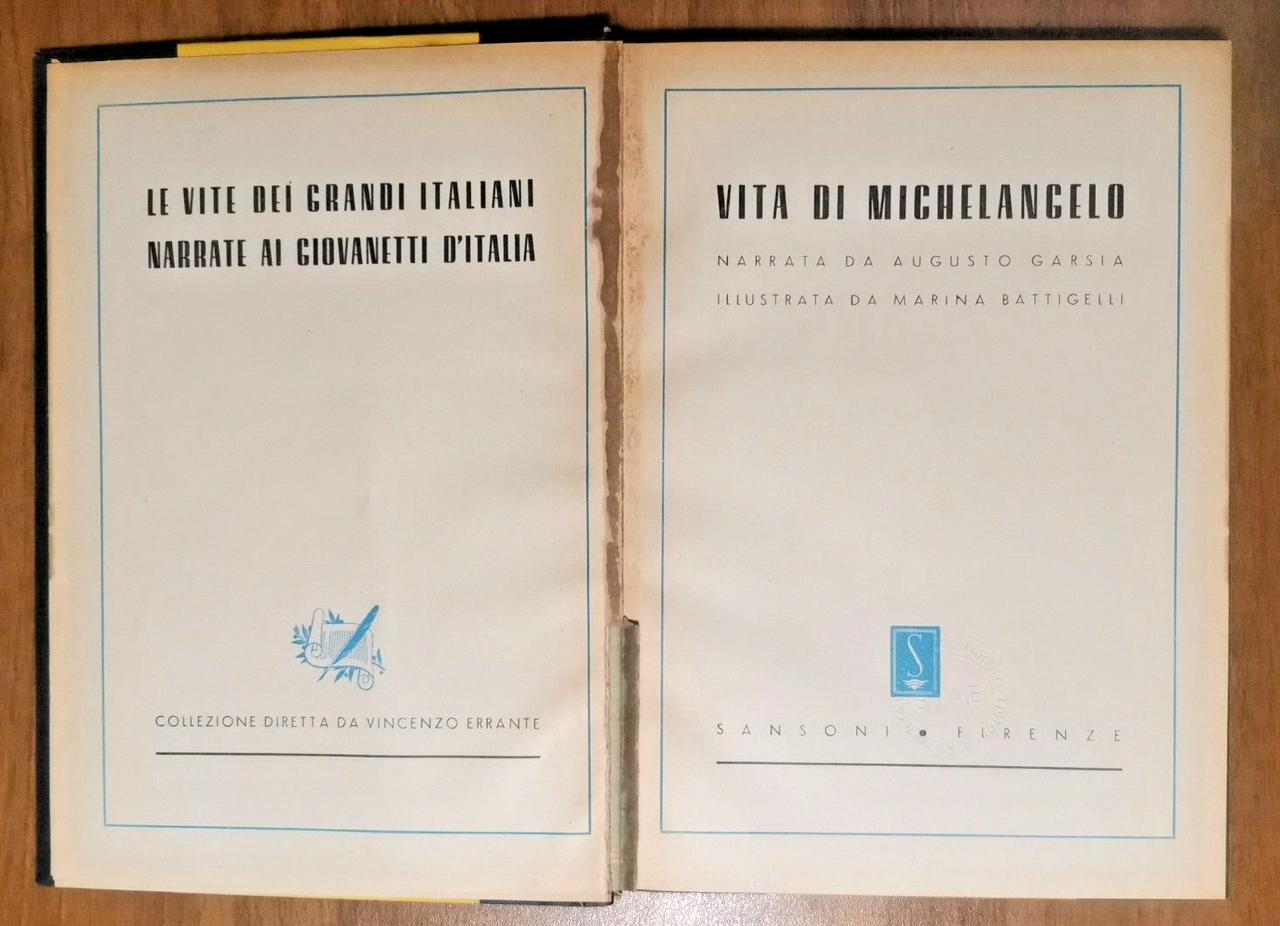 LE VITE DEI GRANDI ITALIANI
NARRATE AI GIOVANETTI D'ITALIA
COLLEZIONE DIRETTA DA VINCENZO ERRANTE
VITA DI MICHELANGELO
NARRATA DA AUGUSTO GARSIA
ILLUSTRATA DA MARINA BATTIGELLI
S
SANSONI • FIRENZE